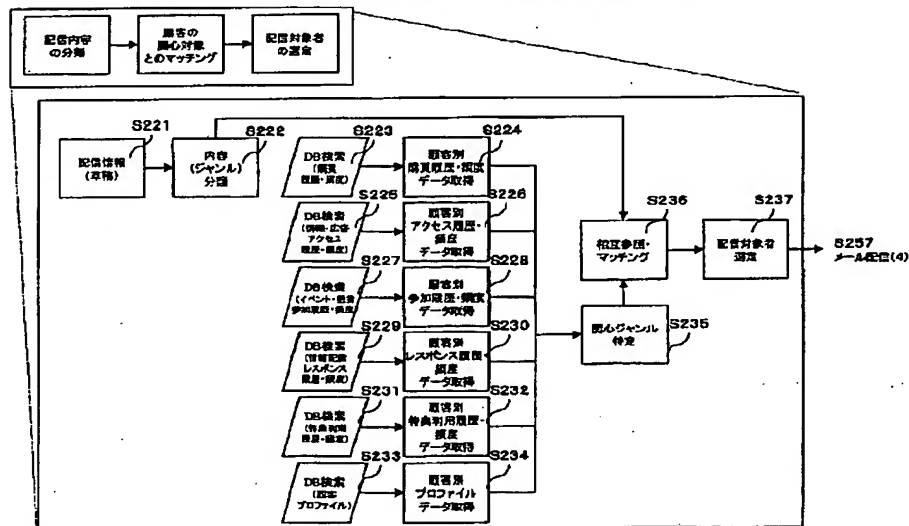 配信内容
の分類
顧客の
関心対象
とのマッチング
配信対象者
の選定
S221
配信情報
(草稿)
S222
内容
(ジャンル)
分類
S223
DB検索
(購買
履歴・頻度)
S224
顧客別
購買履歴・頻度
データ取得
S225
DB検索
(情報・広告
アクセス
履歴・頻度)
S226
顧客別
アクセス履歴・
頻度
データ取得
S227
DB検索
(イベント・
参加履歴・頻度)
S228
顧客別
参加履歴・頻度
データ取得
S229
DB検索
(情報配信
レスポンス
履歴・頻度)
S230
顧客別
レスポンス履歴・
頻度
データ取得
S231
DB検索
(特典利用
履歴・頻度)
S232
顧客別
特典利用履歴・
頻度
データ取得
S233
DB検索
(顧客
プロファイル)
S234
顧客別
プロファイル
データ取得
S235
関心ジャンル
特定
S236
相互参照・
マッチング
S237
配信対象者
選定
S257
メール配信(4)